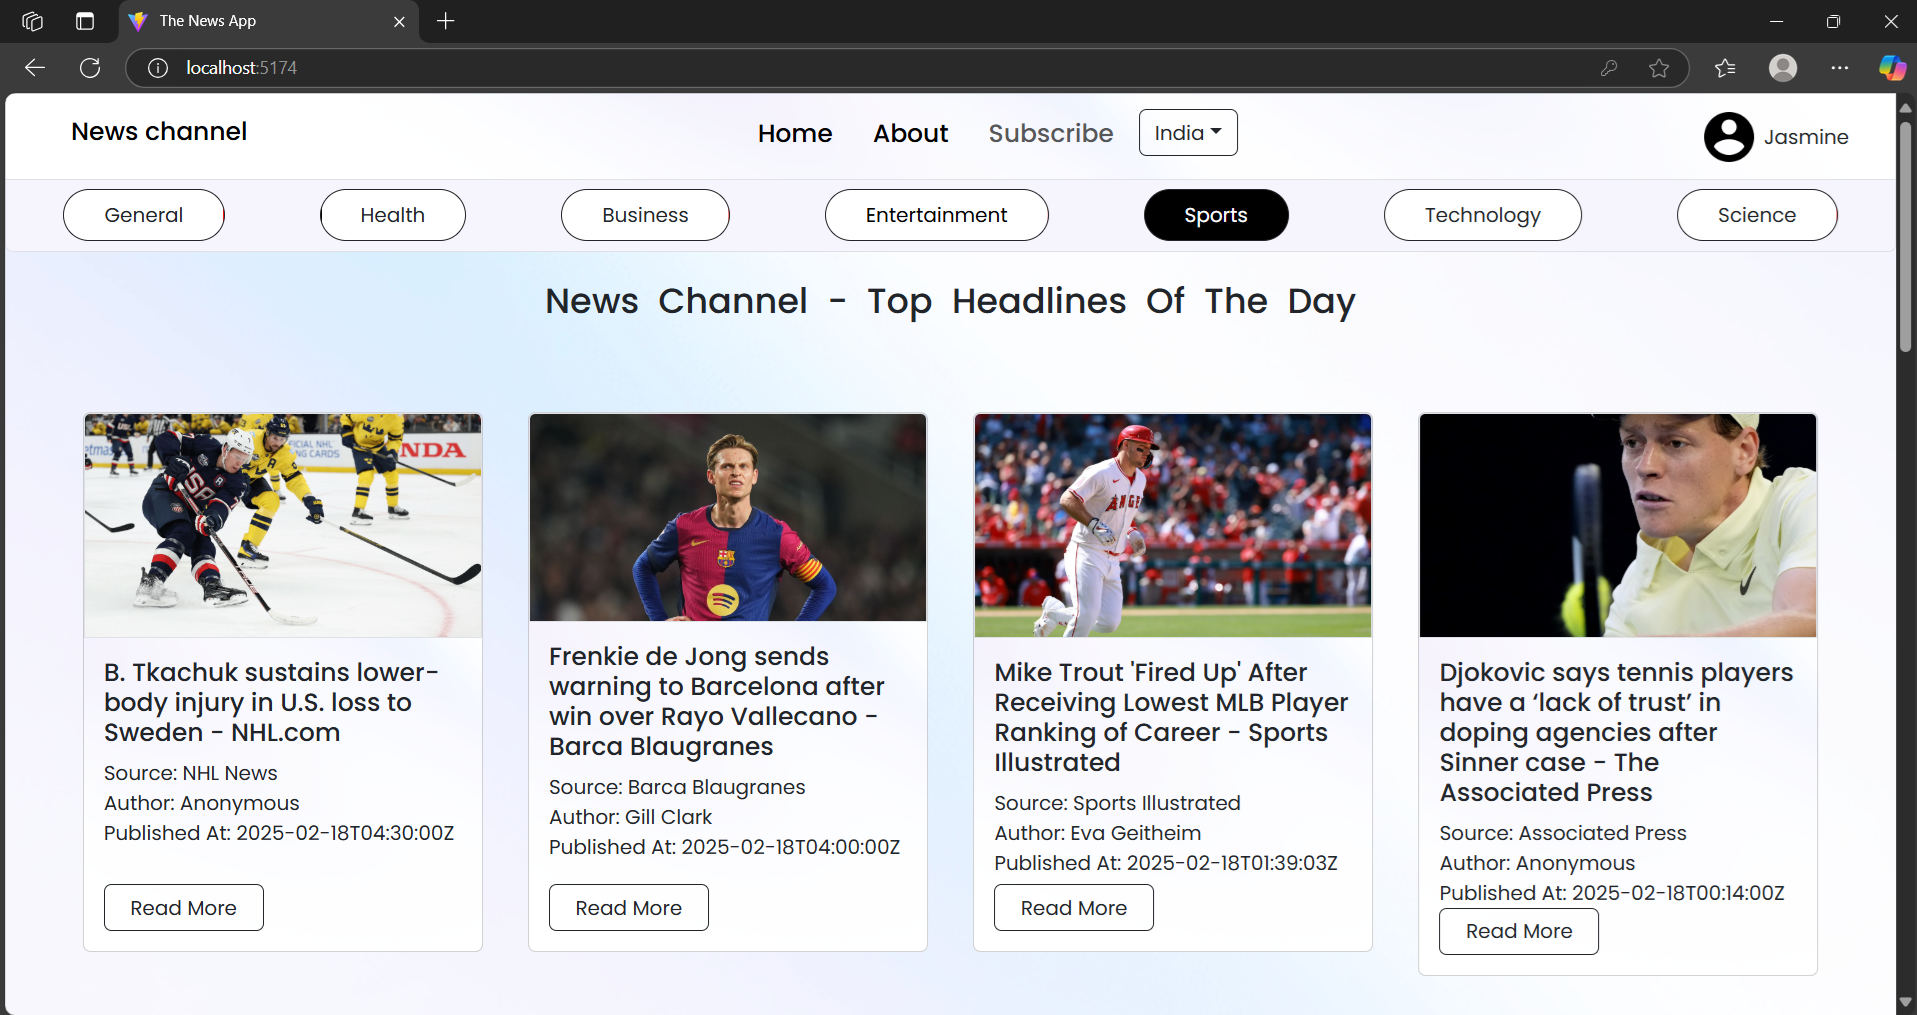 The News App
localhost:5174
News channel
Home About Subscribe India Jasmine
General Health Business Entertainment Sports Technology Science
News Channel - Top Headlines Of The Day
NDA
CIAL NHL
NG CARDS
USA
B. Tkachuk sustains lower-
body injury in U.S. loss to
Sweden - NHL.com
Source: NHL News
Author: Anonymous
Published At: 2025-02-18T04:30:00Z
Read More
Frenkie de Jong sends
warning to Barcelona after
win over Rayo Vallecano -
Barca Blaugranes
Source: Barca Blaugranes
Author: Gill Clark
Published At: 2025-02-18T04:00:00Z
Read More
ANGE
Mike Trout 'Fired Up' After
Receiving Lowest MLB Player
Ranking of Career - Sports
Illustrated
Source: Sports Illustrated
Author: Eva Geitheim
Published At: 2025-02-18T01:39:03Z
Read More
Djokovic says tennis players
have a ‘lack of trust’ in
doping agencies after
Sinner case - The
Associated Press
Source: Associated Press
Author: Anonymous
Published At: 2025-02-18T00:14:00Z
Read More